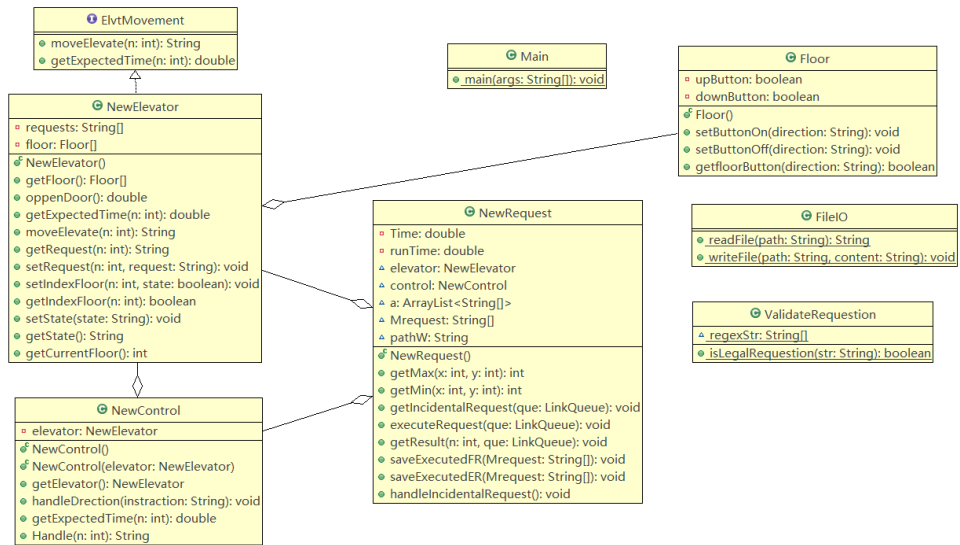 ElvtMovement
moveElevate(n: int): String
getExpectedTime(n: int): double
NewElevator
requests: String[]
floor: Floor[]
NewElevator()
getFloor(): Floor[]
oppenDoor(): double
getExpectedTime(n: int): double
moveElevate(n: int): String
getRequest(n: int): String
setRequest(n: int, request: String): void
setIndexFloor(n: int, state: boolean): void
getIndexFloor(n: int): boolean
setState(state: String): void
getState(): String
getCurrentFloor(): int
NewControl
elevator: NewElevator
NewControl()
NewControl(elevator: NewElevator)
getElevator(): NewElevator
handleDrection(instraction: String): void
getExpectedTime(n: int): double
Handle(n: int): String
Main
main(args: String[]): void
NewRequest
Time: double
runTime: double
elevator: NewElevator
control: NewControl
a: ArrayList<String[]>
Mrequest: String[]
pathW: String
NewRequest()
getMax(x: int, y: int): int
getMin(x: int, y: int): int
getIncidentalRequest(que: LinkQueue): void
executeRequest(que: LinkQueue): void
getResult(n: int, que: LinkQueue): void
saveExecutedFR(Mrequest: String[]): void
saveExecutedER(Mrequest: String[]): void
handleIncidentalRequest(): void
Floor
upButton: boolean
downButton: boolean
Floor()
setButtonOn(direction: String): void
setButtonOff(direction: String): void
getfloorButton(direction: String): boolean
FileIO
readFile(path: String): String
writeFile(path: String, content: String): void
ValidateRequestion
regexStr: String[]
isLegalRequestion(str: String): boolean